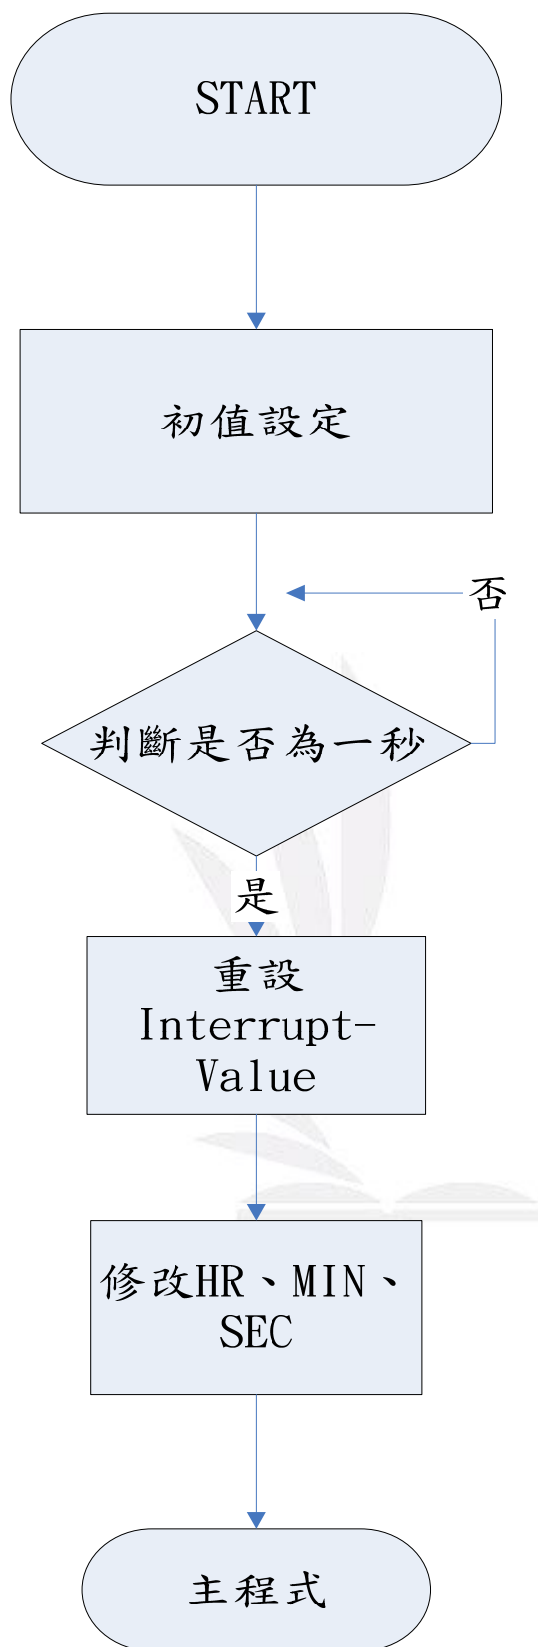 START
初值設定
否
判斷是否為一秒
是
重設
Interrupt-
Value
修改HR、MIN、
SEC
主程式